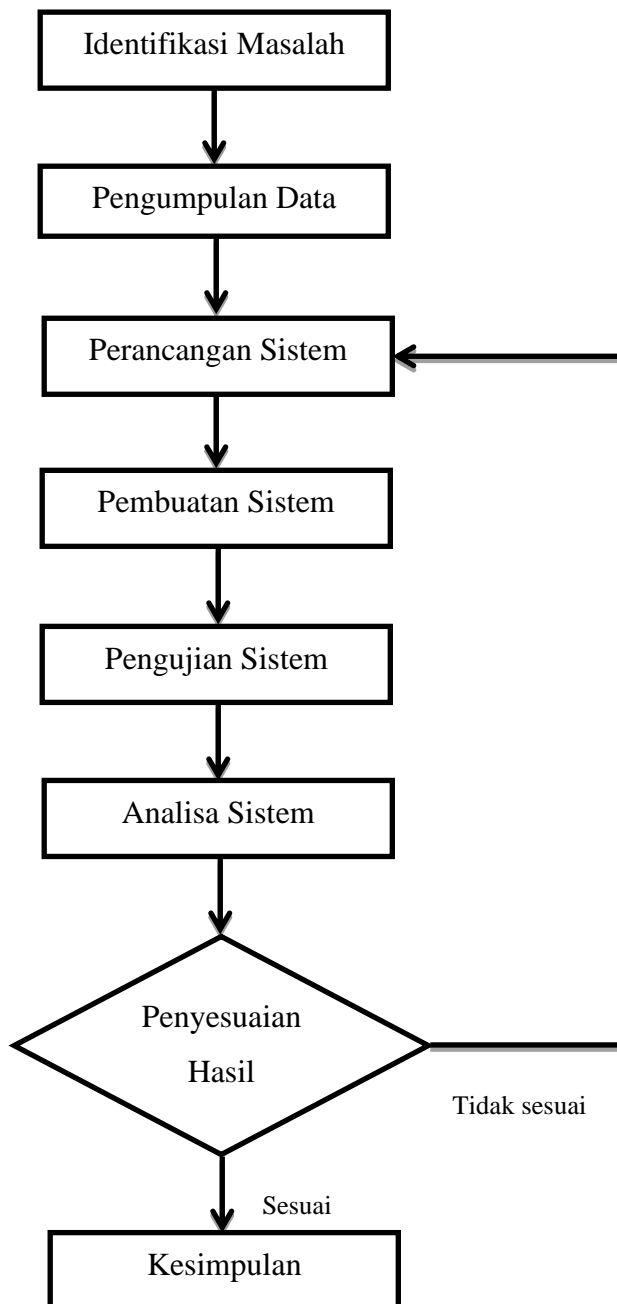 Identifikasi Masalah
Pengumpulan Data
Perancangan Sistem
Pembuatan Sistem
Pengujian Sistem
Analisa Sistem
Penyesuaian
Hasil
Tidak sesuai
Sesuai
Kesimpulan